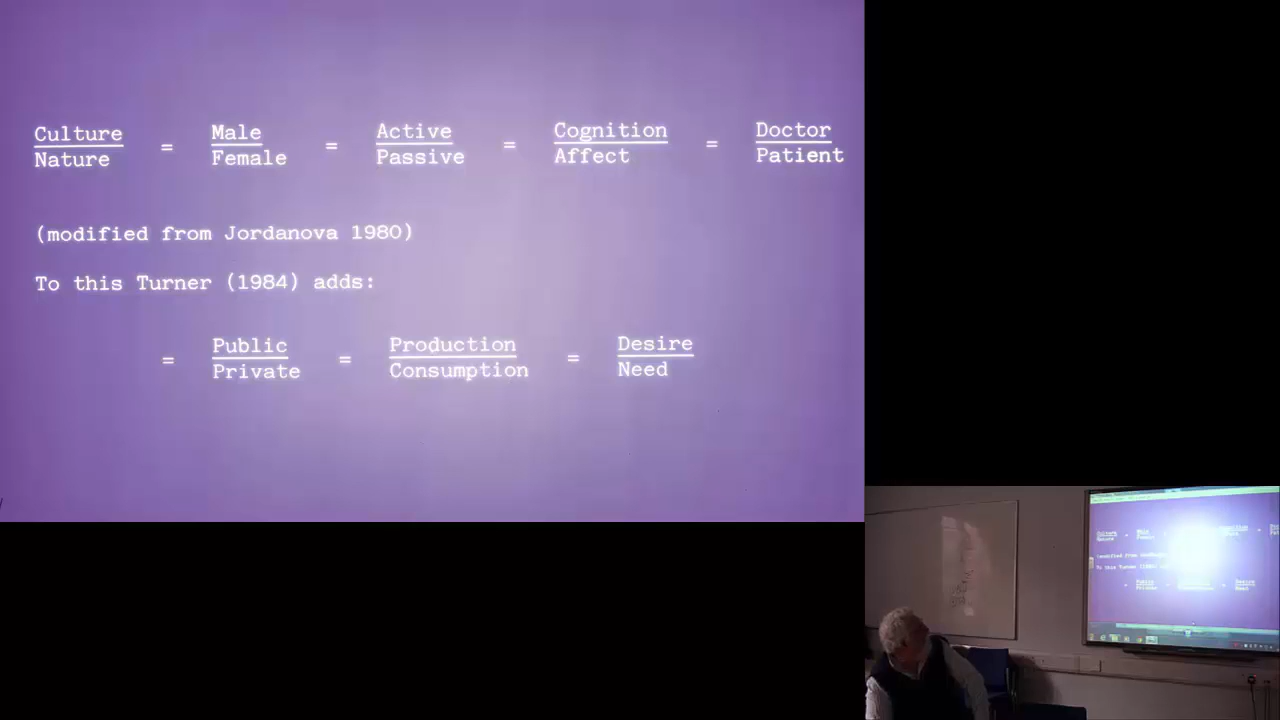 Culture = Male = Active = Cognition = Doctor
Nature Female Passive Affect Patient
(modified from Jordanova 1980)
To this Turner (1984) adds:
= Public = Production = Desire
Private Consumption Need